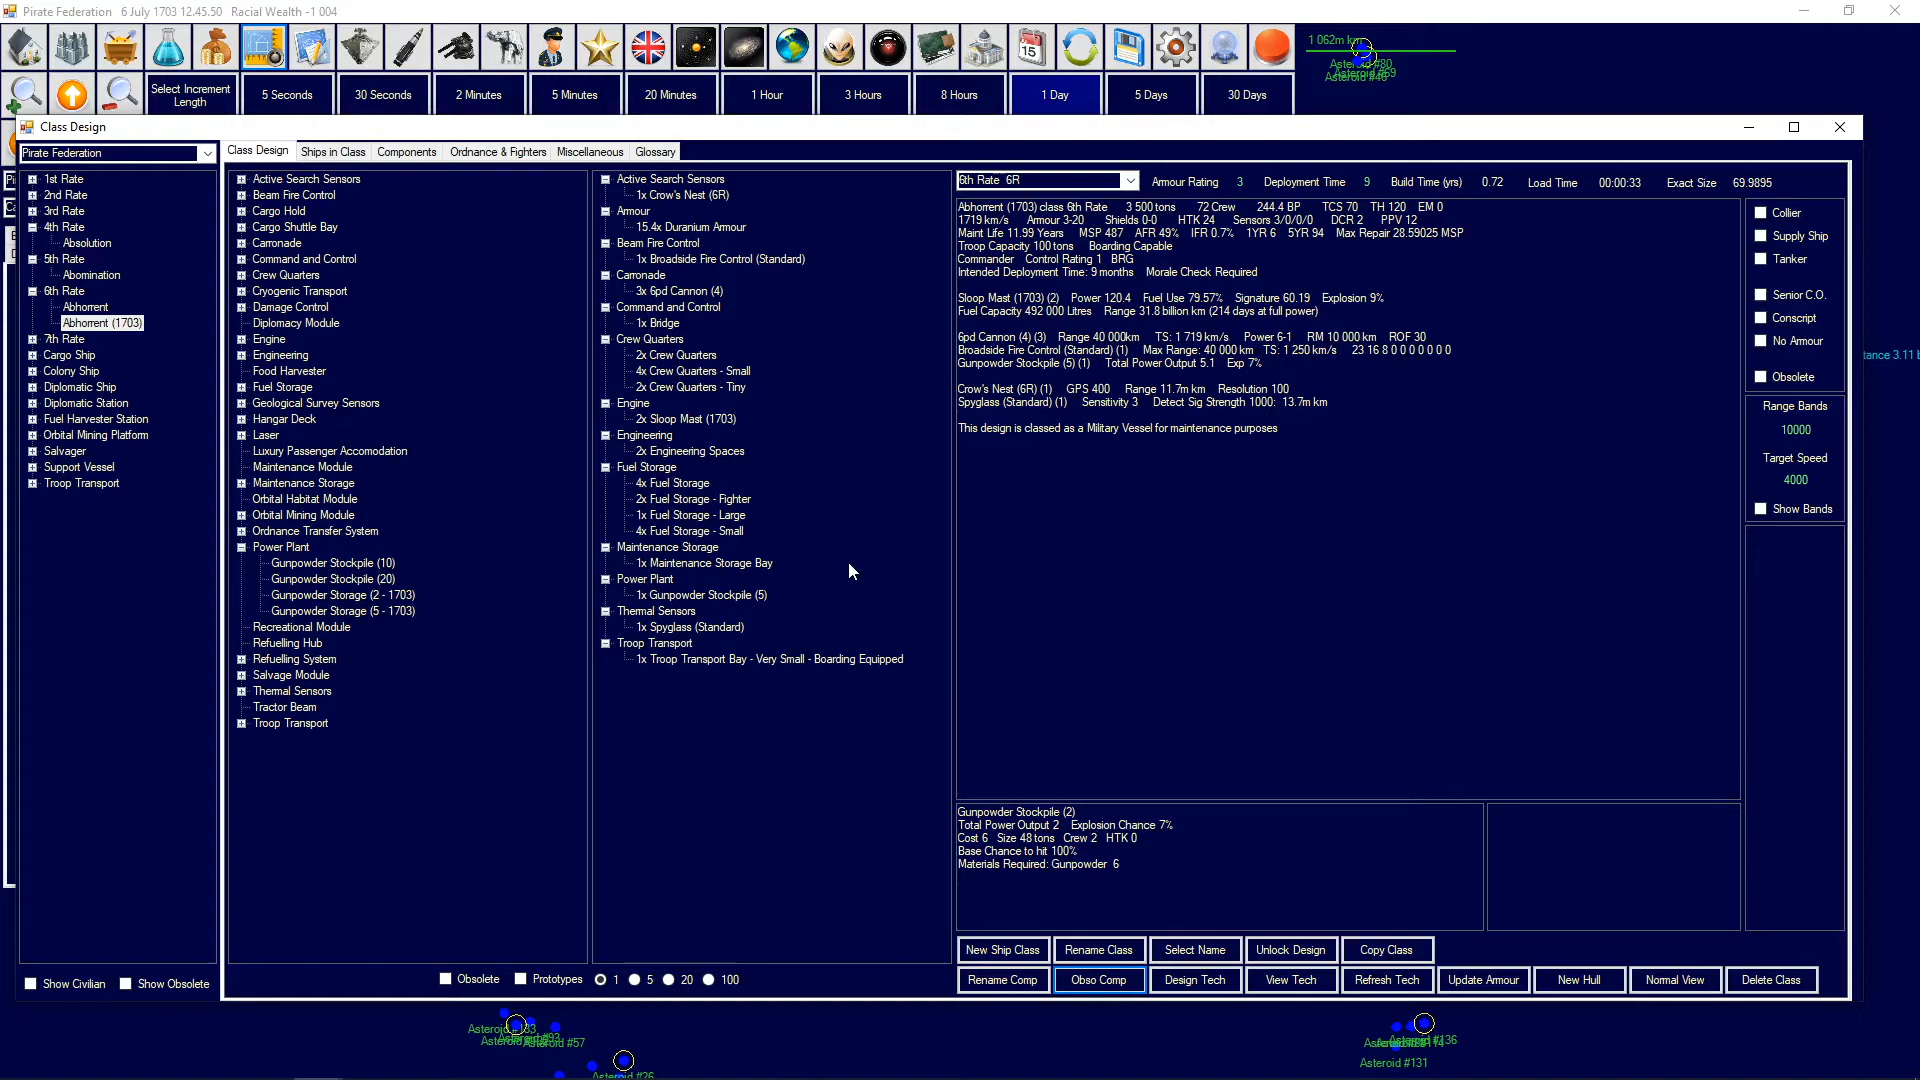 Pirate Federation 6 July 1703 12.45.50 Racial Wealth -1 004
1 062m km
Asteroid #80
Select Increment Length
5 Seconds
30 Seconds
2 Minutes
5 Minutes
20 Minutes
1 Hour
3 Hours
8 Hours
1 Day
5 Days
30 Days
Class Design
Pirate Federation
Class Design
Ships in Class
Components
Ordnance & Fighters
Miscellaneous
Glossary
1st Rate
2nd Rate
3rd Rate
4th Rate
Absolution
5th Rate
Abomination
6th Rate
Abhorrent
Abhorrent (1703)
7th Rate
Cargo Ship
Colony Ship
Diplomatic Ship
Diplomatic Station
Fuel Harvester Station
Orbital Mining Platform
Salvager
Support Vessel
Troop Transport
Show Civilian
Show Obsolete
Active Search Sensors
Beam Fire Control
Cargo Hold
Cargo Shuttle Bay
Carronade
Command and Control
Crew Quarters
Cryogenic Transport
Damage Control
Diplomacy Module
Engine
Engineering
Food Harvester
Fuel Storage
Geological Survey Sensors
Hangar Deck
Laser
Luxury Passenger Accomodation
Maintenance Module
Maintenance Storage
Orbital Habitat Module
Orbital Mining Module
Ordnance Transfer System
Power Plant
Gunpowder Stockpile (10)
Gunpowder Stockpile (20)
Gunpowder Storage (2 - 1703)
Gunpowder Storage (5 - 1703)
Recreational Module
Refuelling Hub
Refuelling System
Salvage Module
Thermal Sensors
Tractor Beam
Troop Transport
Active Search Sensors
1x Crow's Nest (6R)
Armour
15.4x Duranium Armour
Beam Fire Control
1x Broadside Fire Control (Standard)
Carronade
3x 6pd Cannon (4)
Command and Control
1x Bridge
Crew Quarters
2x Crew Quarters
4x Crew Quarters - Small
2x Crew Quarters - Tiny
Engine
2x Sloop Mast (1703)
Engineering
2x Engineering Spaces
Fuel Storage
4x Fuel Storage
2x Fuel Storage - Fighter
1x Fuel Storage - Large
4x Fuel Storage - Small
Maintenance Storage
1x Maintenance Storage Bay
Power Plant
1x Gunpowder Stockpile (5)
Thermal Sensors
1x Spyglass (Standard)
Troop Transport
1x Troop Transport Bay - Very Small - Boarding Equipped
Obsolete
Prototypes
1
5
20
100
6th Rate 6R
Armour Rating 3
Deployment Time 9
Build Time (yrs) 0.72
Load Time 00:00:33
Exact Size 69.9895
Abhorrent (1703) class 6th Rate 3 500 tons 72 Crew 244.4 BP TCS 70 TH 120 EM 0
1719 km/s Armour 3-20 Shields 0-0 HTK 24 Sensors 3/0/0/0 DCR 2 PPV 12
Maint Life 11.99 Years MSP 487 AFR 49% IFR 0.7% 1YR 6 5YR 94 Max Repair 28.59025 MSP
Troop Capacity 100 tons Boarding Capable
Commander Control Rating 1 BRG
Intended Deployment Time: 9 months Morale Check Required
Sloop Mast (1703) (2) Power 120.4 Fuel Use 79.57% Signature 60.19 Explosion 9%
Fuel Capacity 492 000 Litres Range 31.8 billion km (214 days at full power)
6pd Cannon (4) (3) Range 40 000km TS: 1 719 km/s Power 6-1 RM 10 000 km ROF 30
Broadside Fire Control (Standard) (1) Max Range: 40 000 km TS: 1 250 km/s 23 16 8 0 0 0 0 0 0 0
Gunpowder Stockpile (5) (1) Total Power Output 5.1 Exp 7%
Crow's Nest (6R) (1) GPS 400 Range 11.7m km Resolution 100
Spyglass (Standard) (1) Sensitivity 3 Detect Sig Strength 1000: 13.7m km
This design is classed as a Military Vessel for maintenance purposes
Gunpowder Stockpile (2)
Total Power Output 2 Explosion Chance 7%
Cost 6 Size 48 tons Crew 2 HTK 0
Base Chance to hit 100%
Materials Required: Gunpowder 6
Collier
Supply Ship
Tanker
Senior C.O.
Conscript
No Armour
Obsolete
Range Bands
10000
Target Speed
4000
Show Bands
tance 3.11 b
New Ship Class
Rename Class
Select Name
Unlock Design
Copy Class
Rename Comp
Obso Comp
Design Tech
View Tech
Refresh Tech
Update Armour
New Hull
Normal View
Delete Class
Asteroid #57
Asteroid #26
Asteroid #131